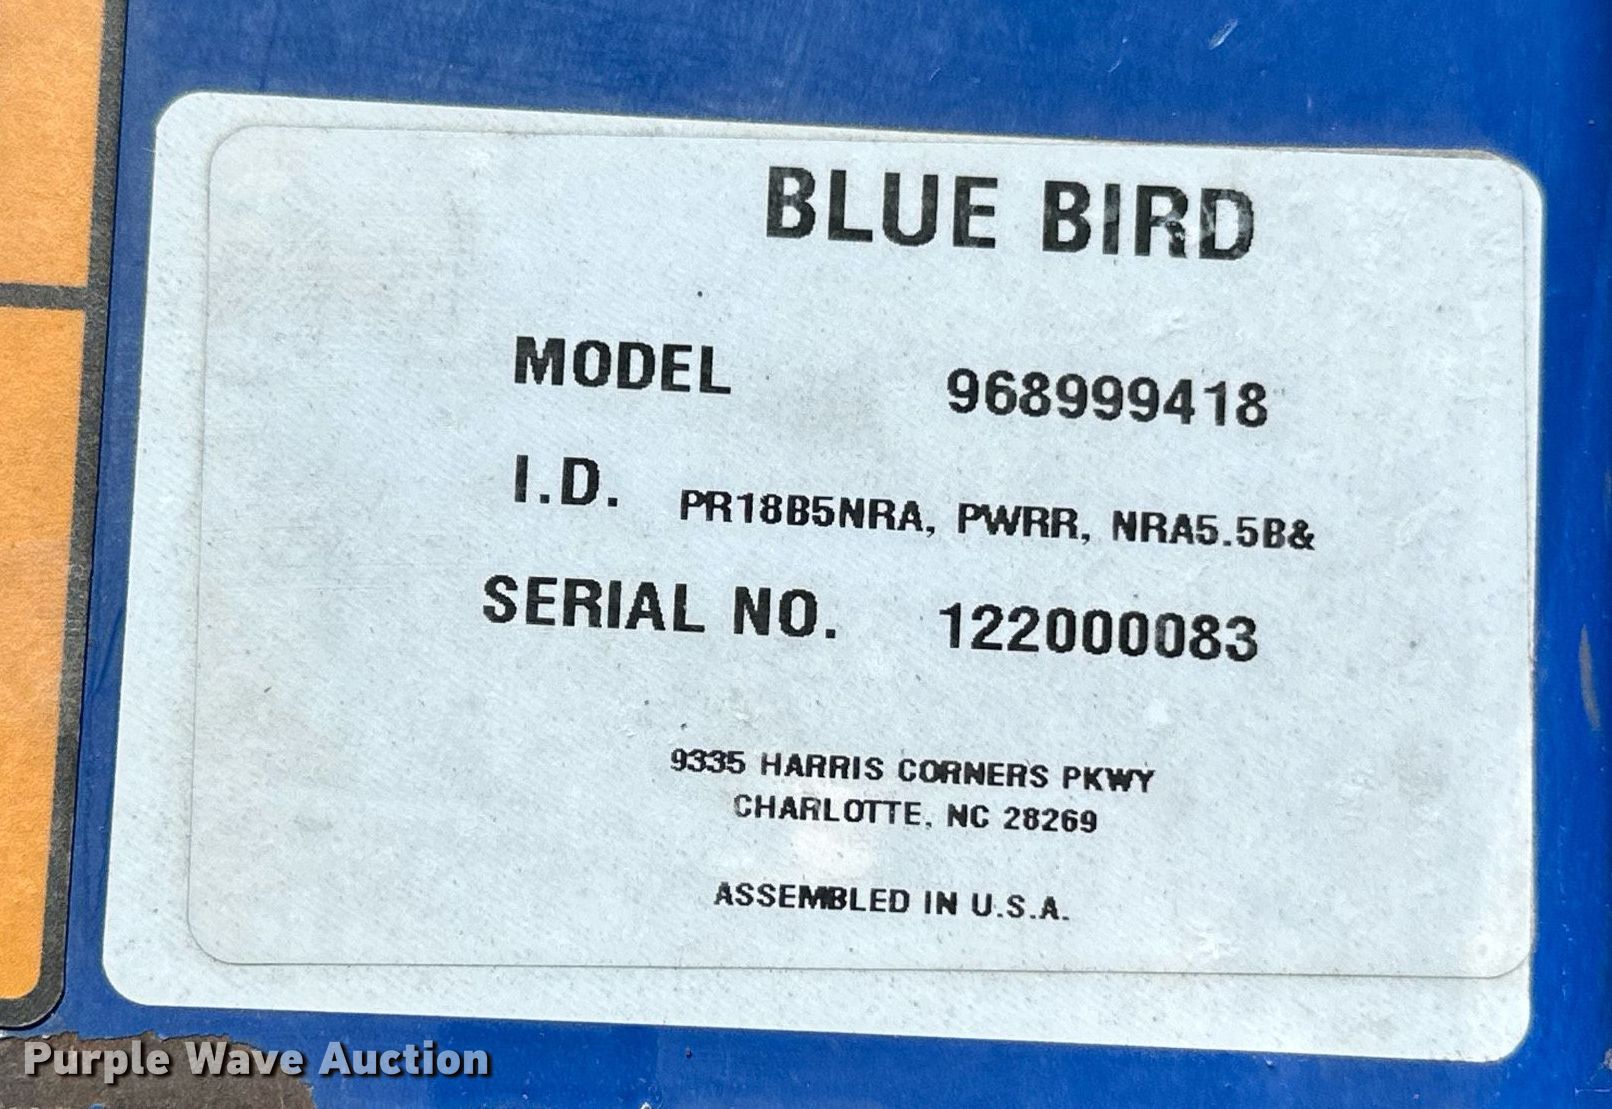 BLUE BIRD
MODEL 968999418
I.D. PR18B5NRA, PWRR, NRA5.5B&
SERIAL NO. 122000083
9335 HARRIS CORNERS PKWY
CHARLOTTE, NC 28269
ASSEMBLED IN U.S.A.
Purple Wave Auction